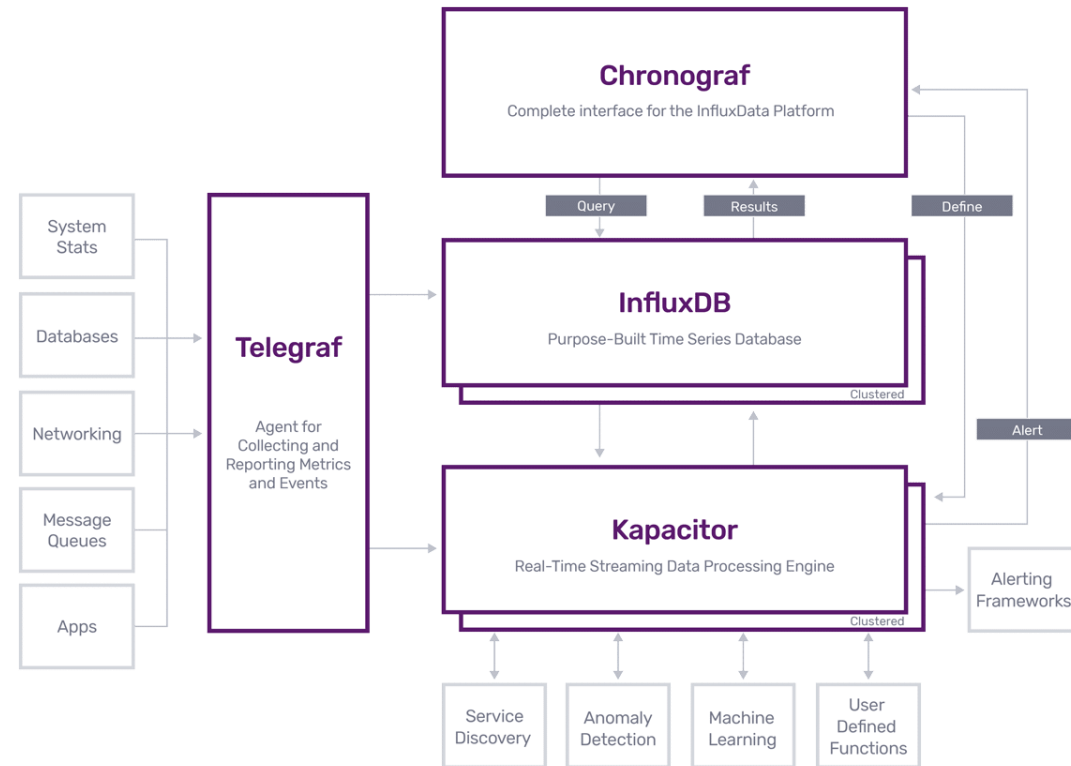 Chronograf
Complete interface for the InfluxData Platform
Query
Results
Define
System
Stats
Databases
Networking
Message
Queues
Apps
Telegraf
Agent for
Collecting and
Reporting Metrics
and Events
InfluxDB
Purpose-Built Time Series Database
Clustered
Alert
Kapacitor
Real-Time Streaming Data Processing Engine
Clustered
Alerting
Frameworks
Service
Discovery
Anomaly
Detection
Machine
Learning
User
Defined
Functions